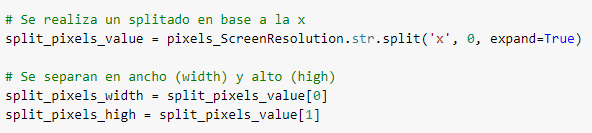 # Se realiza un splitado en base a la x
split_pixels_value = pixels_ScreenResolution.str.split('x', 0, expand=True)
# Se separan en ancho (width) y alto (high)
split_pixels_width = split_pixels_value[0]
split_pixels_high = split_pixels_value[1]